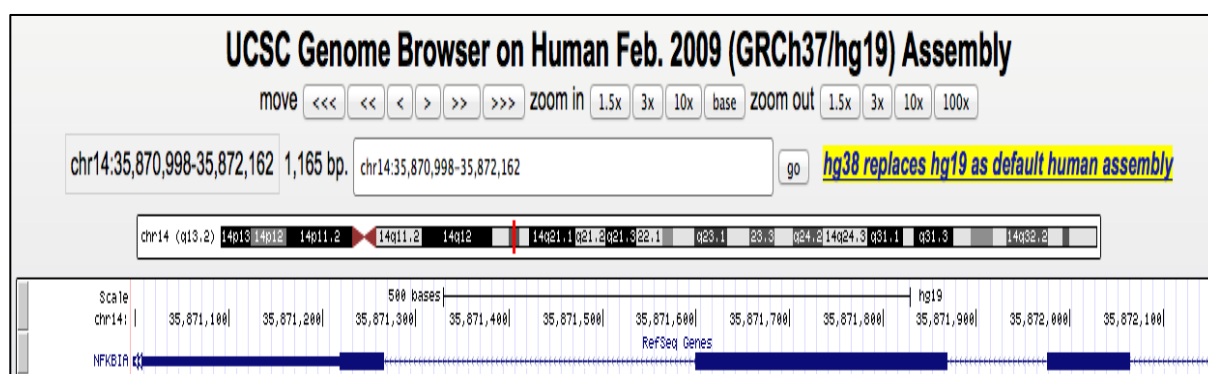 UCSC Genome Browser on Human Feb. 2009 (GRCh37/hg19) Assembly
move <<< << < > >> >>> zoom in 1.5x 3x 10x base zoom out 1.5x 3x 10x 100x
chr14:35,870,998-35,872,162 1,165 bp. chr14:35,870,998-35,872,162 go hg38 replaces hg19 as default human assembly
chr14 (q13.2) 14p13 14p12 14p11.2 14q11.2 14q12 14q21.1 q21.2 q21.3 22.1 q23.1 23.3 q24.2 14q24.3 q31.1 q31.3 14q32.2
Scale 500 bases hg19
chr14: 35,871,100 35,871,200 35,871,300 35,871,400 35,871,500 35,871,600 35,871,700 35,871,800 35,871,900 35,872,000 35,872,100
RefSeq Genes
NFKBIA